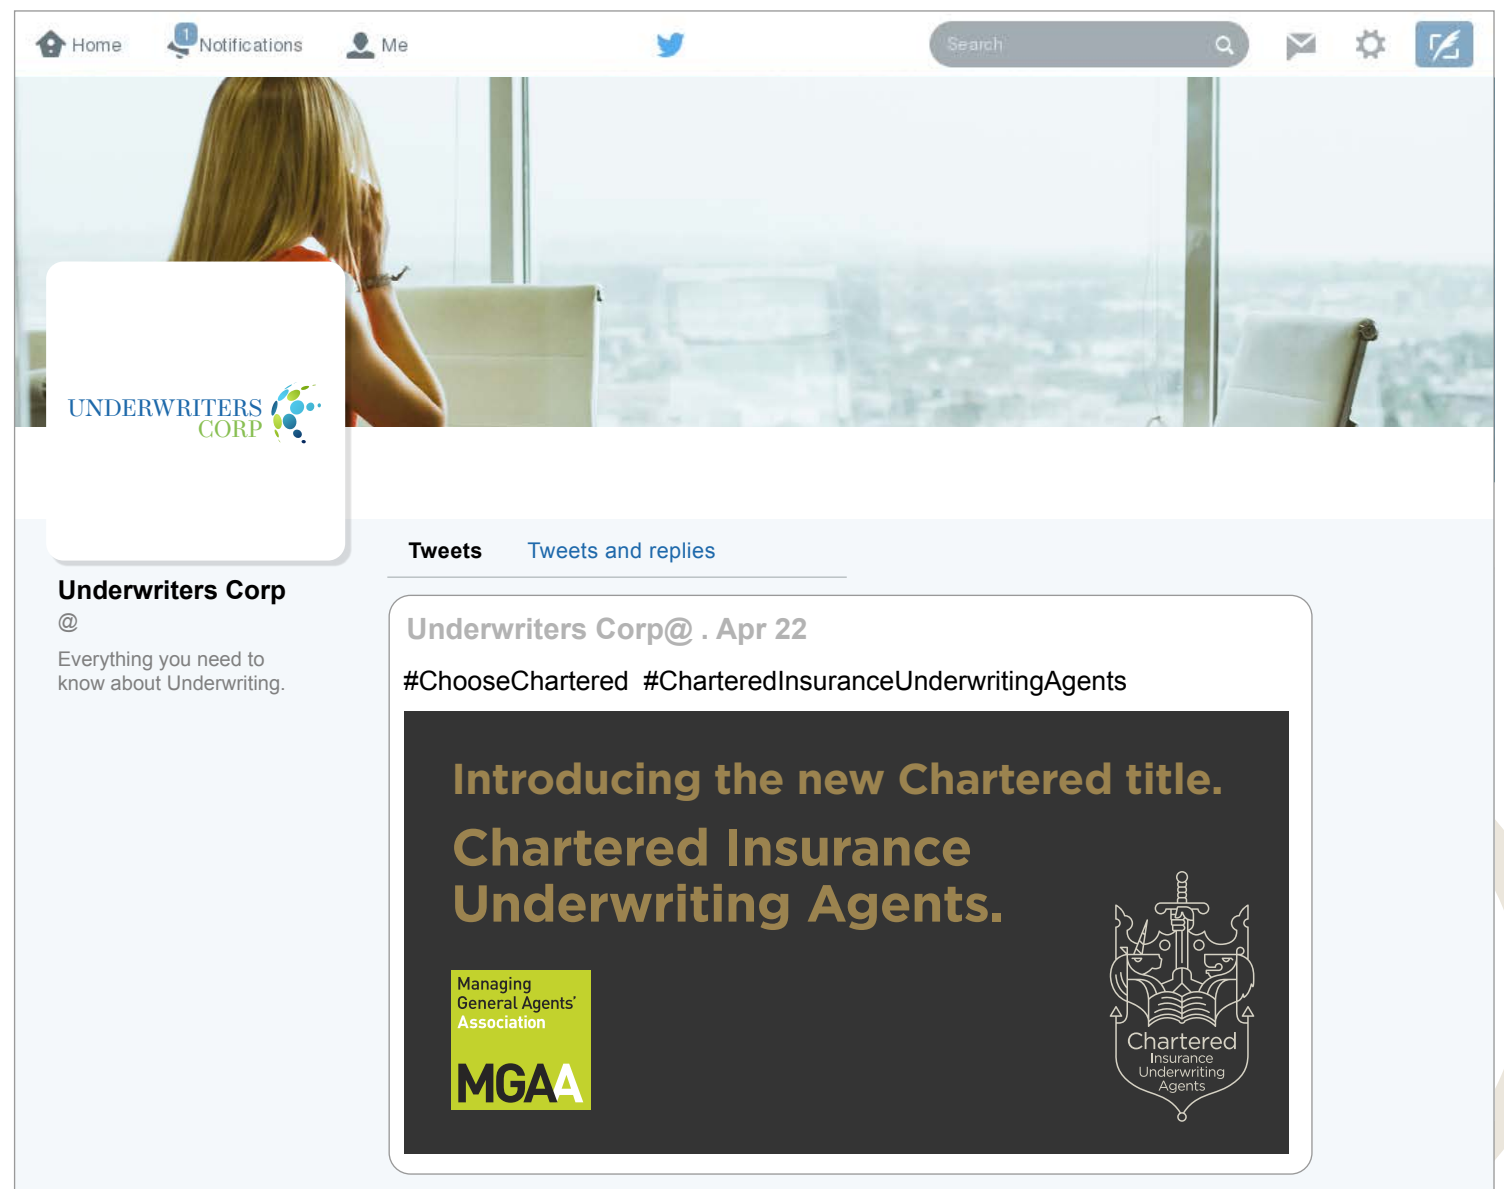 Home
1
Notifications
Me
Search
UNDERWRITERS
CORP
Underwriters Corp
@
Everything you need to
know about Underwriting.
Tweets
Tweets and replies
Underwriters Corp@ . Apr 22
#ChooseChartered #CharteredInsuranceUnderwritingAgents
Introducing the new Chartered title.
Chartered Insurance
Underwriting Agents.
Managing
General Agents’
Association
MGAA
Chartered
Insurance
Underwriting
Agents